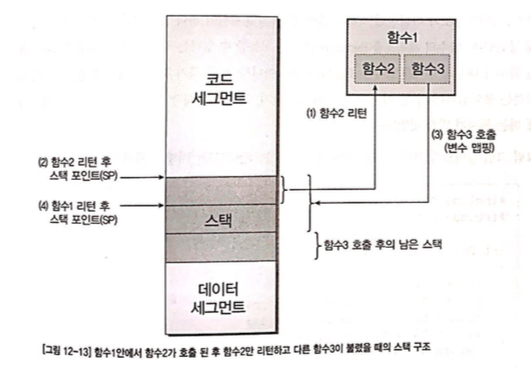 함수1
함수2
함수3
코드
세그먼트
(1) 함수2 리턴
(3) 함수3 호출
(변수 맵핑)
(2) 함수2 리턴 후
스택 포인트(SP)
(4) 함수1 리턴 후
스택 포인트(SP)
스택
함수3 호출 후의 남은 스택
데이터
세그먼트
[그림 12-13] 함수1안에서 함수2가 호출 된 후 함수2만 리턴하고 다른 함수3이 불렸을 때의 스택 구조